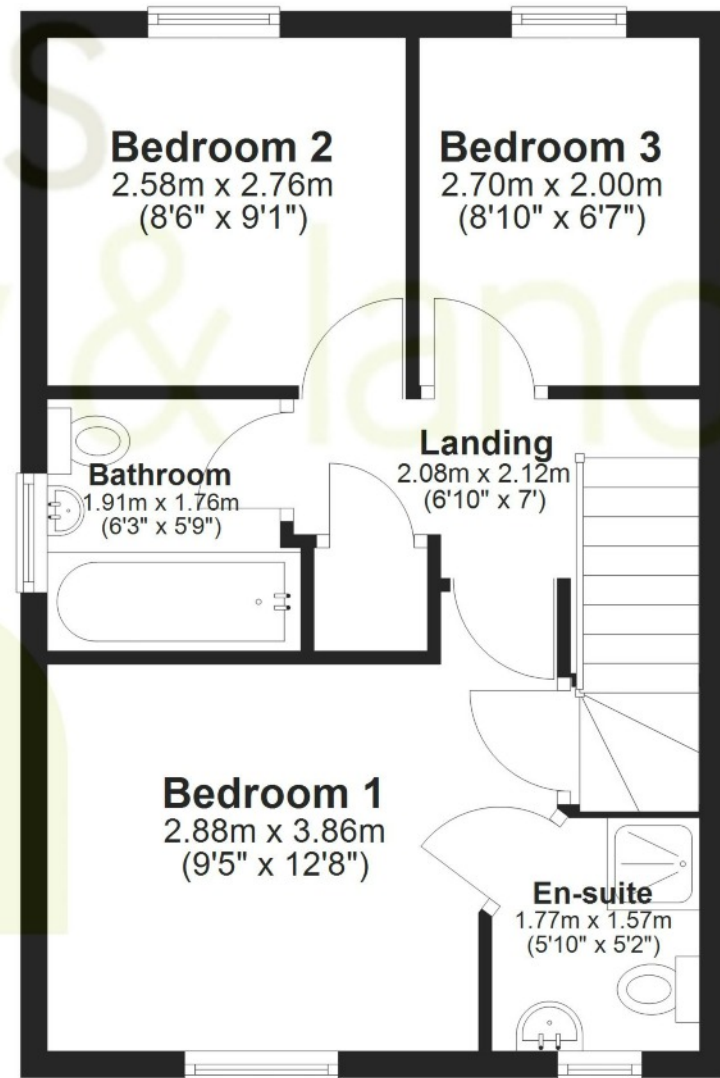 Bedroom 2
2.58m x 2.76m
(8'6" x 9'1")
Bedroom 3
2.70m x 2.00m
(8'10" x 6'7")
Landing
2.08m x 2.12m
(6'10" x 7')
Bathroom
1.91m x 1.76m
(6'3" x 5'9")
Bedroom 1
2.88m x 3.86m
(9'5" x 12'8")
En-suite
1.77m x 1.57m
(5'10" x 5'2")